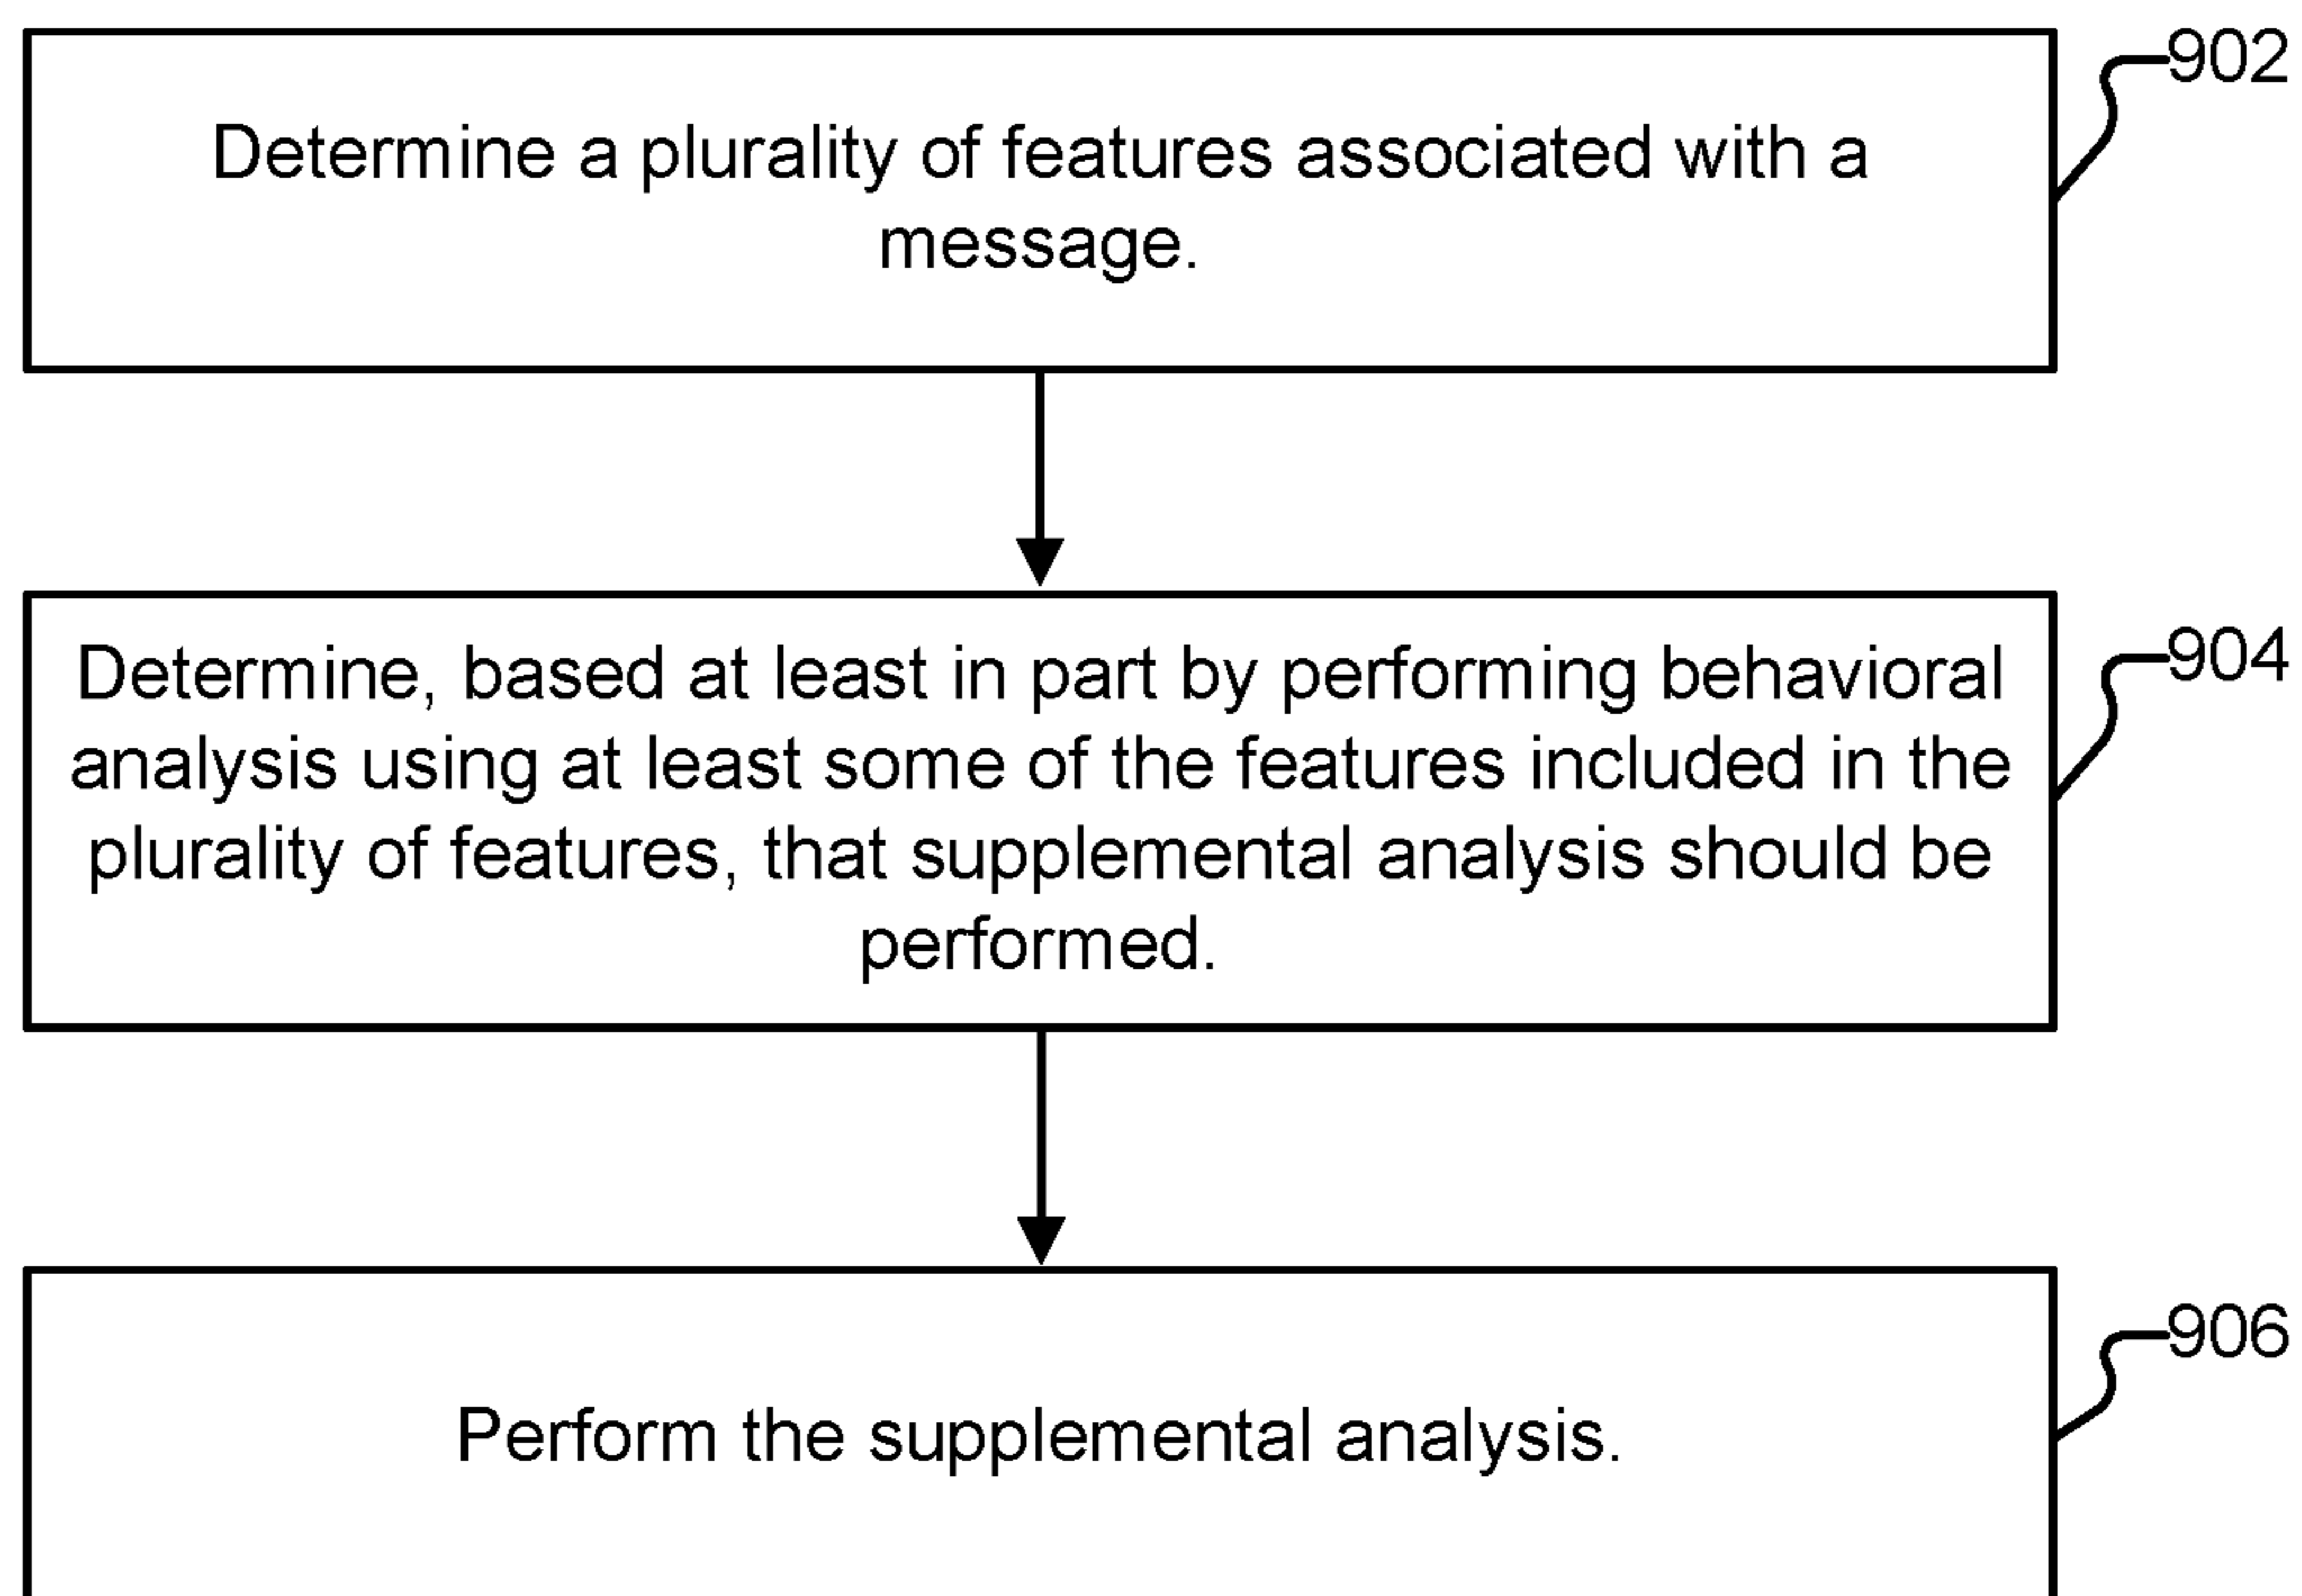 902
Determine a plurality of features associated with a
message.
904
Determine, based at least in part by performing behavioral
analysis using at least some of the features included in the
plurality of features, that supplemental analysis should be
performed.
906
Perform the supplemental analysis.